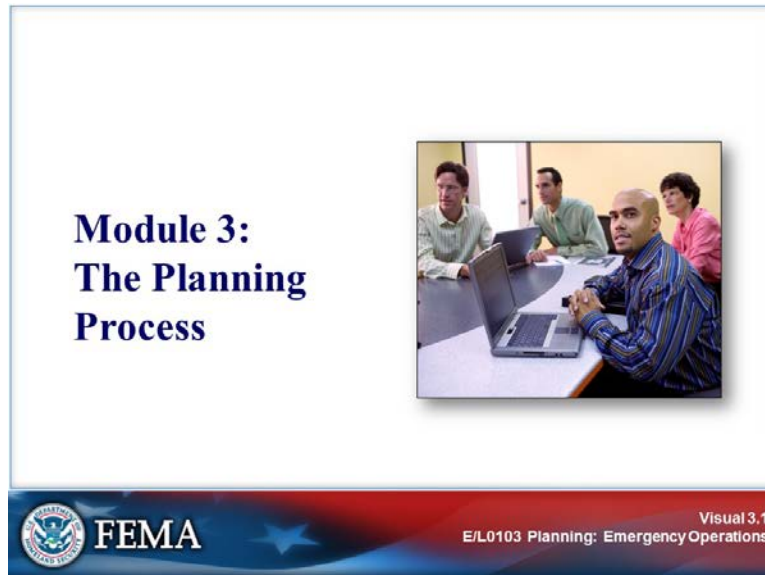 Module 3:
The Planning
Process
FEMA
Visual 3.1
E/L0103 Planning: Emergency Operations